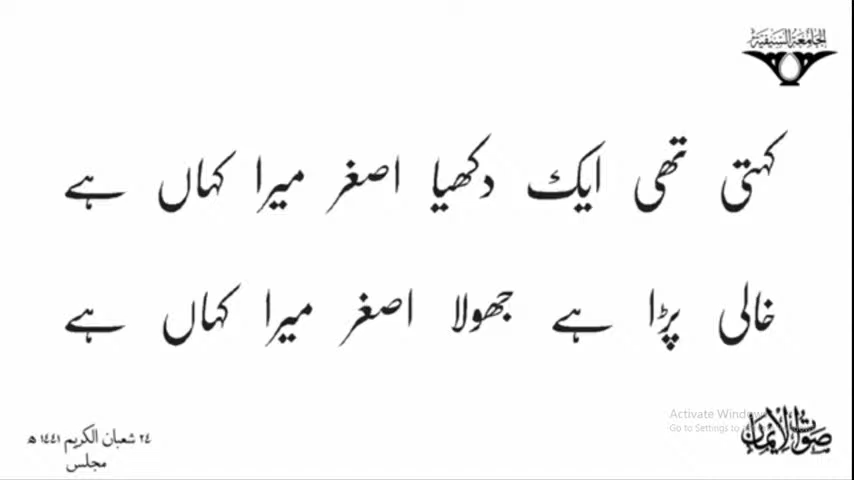 الجامعة السيفية
کہتی تھی ایک دکھیا اصغر میرا کہاں ہے
خالی پڑا ہے جھولا اصغر میرا کہاں ہے
Activate Windows
Go to Settings to
صوت الإيمان
٢٤ شعبان الكريم ١٤٤١ ھ
مجلس